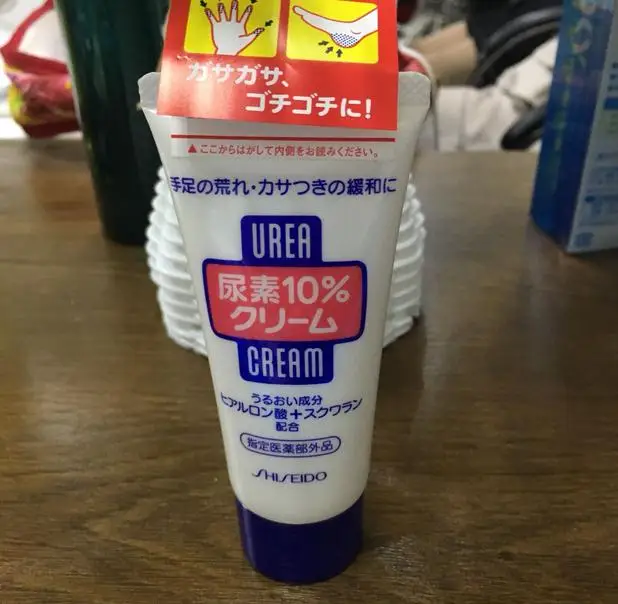 ガサガサ、
ゴチゴチに!
▲ここからはがして内側をお読みください。
手足の荒れ・カサつきの緩和に
UREA
尿素10%
クリーム
CREAM
うるおい成分
ヒアルロン酸+スクワラン
配合
指定医薬部外品
SHISEIDO